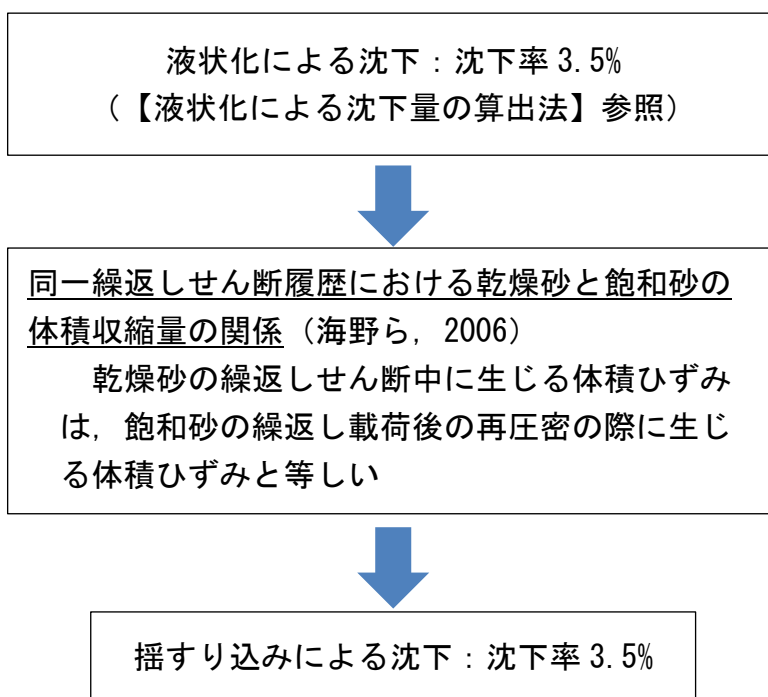 液状化による沈下：沈下率 3.5%
（【液状化による沈下量の算出法】参照）
同一繰返しせん断履歴における乾燥砂と飽和砂の
体積収縮量の関係（海野ら，2006）
乾燥砂の繰返しせん断中に生じる体積ひずみ
は，飽和砂の繰返し載荷後の再圧密の際に生じ
る体積ひずみと等しい
揺すり込みによる沈下：沈下率 3.5%